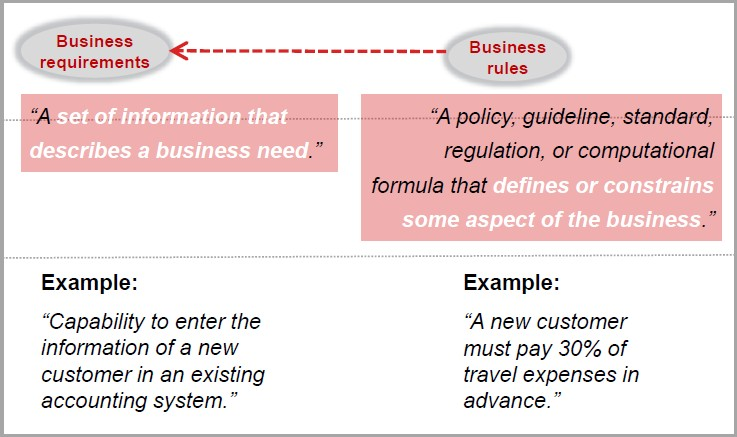 Business
requirements
Business
rules
“A set of information that
describes a business need.”
“A policy, guideline, standard,
regulation, or computational
formula that defines or constrains
some aspect of the business.”
Example:
“Capability to enter the
information of a new
customer in an existing
accounting system.”
Example:
“A new customer
must pay 30% of
travel expenses in
advance.”